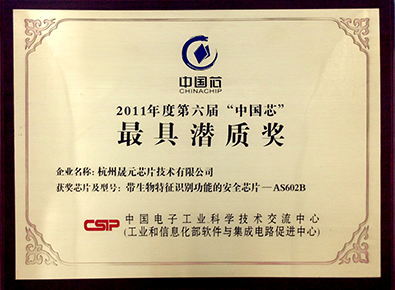 中国芯
CHINACHIP
2011年度第六届“中国芯”
最具潜质奖
企业名称: 杭州晟元芯片技术有限公司
获奖芯片及型号: 带生物特征识别功能的安全芯片—AS602B
CSIP 中国电子工业科学技术交流中心
(工业和信息化部软件与集成电路促进中心)